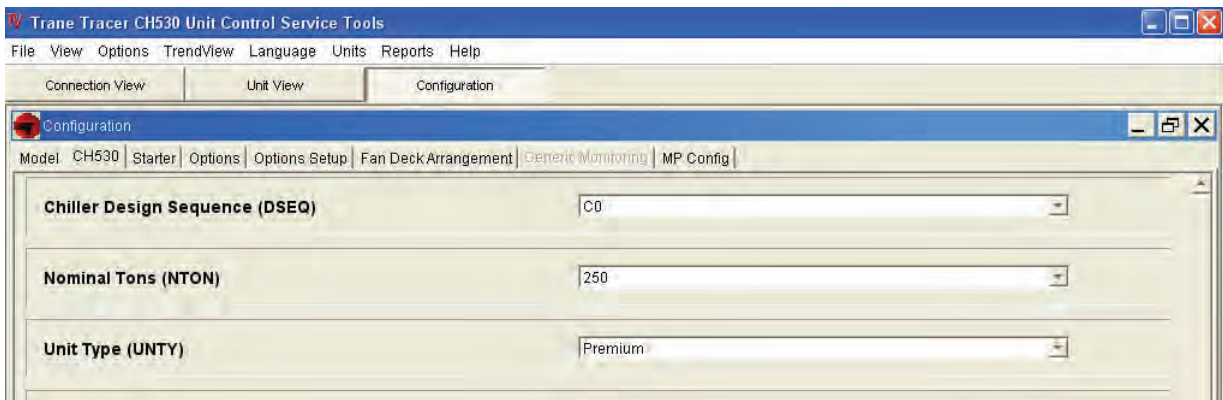 Trane Tracer CH530 Unit Control Service Tools
File View Options TrendView Language Units Reports Help
Connection View Unit View Configuration
Configuration
Model CH530 Starter Options Options Setup Fan Deck Arrangement Generic Monitoring MP Config
Chiller Design Sequence (DSEQ) C0
Nominal Tons (NTON) 250
Unit Type (UNTY) Premium